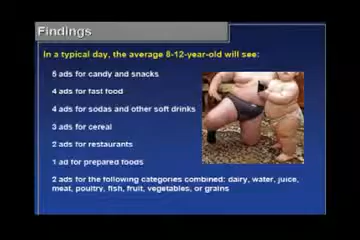 Findings
In a typical day, the average 8-12-year-old will see:
5 ads for candy and snacks
4 ads for fast food
4 ads for sodas and other soft drinks
3 ads for cereal
2 ads for restaurants
1 ad for prepared foods
2 ads for the following categories combined: dairy, water, juice,
meat, poultry, fish, fruit, vegetables, or grains